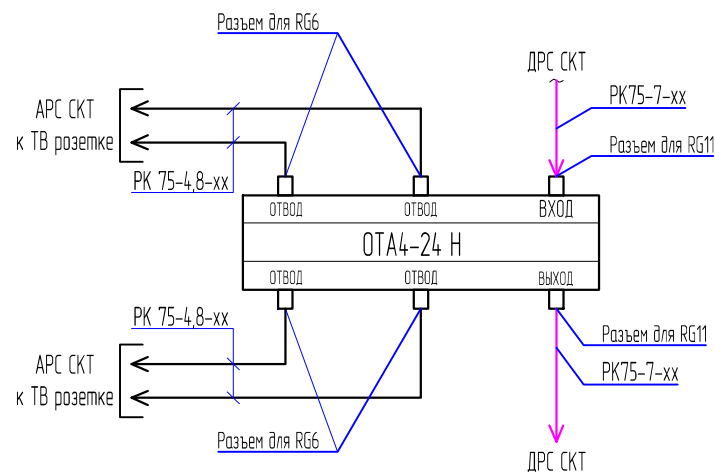 Разъем для RG6
ДРС СКТ
АРС СКТ
к ТВ розетке
РК75-7-хх
Разъем для RG11
РК 75-4,8-хх
ОТВОД
ОТВОД
ВХОД
ОТА4-24 Н
ОТВОД
ОТВОД
ВЫХОД
РК 75-4,8-хх
Разъем для RG11
АРС СКТ
к ТВ розетке
РК75-7-хх
Разъем для RG6
ДРС СКТ